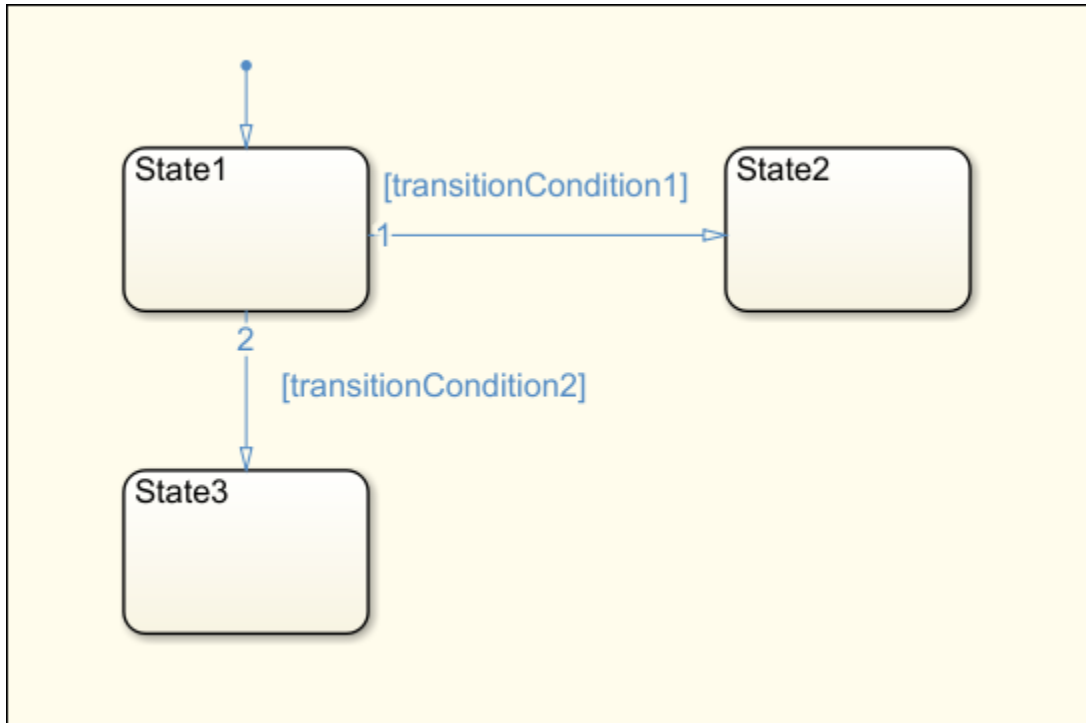 State1
[transitionCondition1]
State2
1
2
[transitionCondition2]
State3